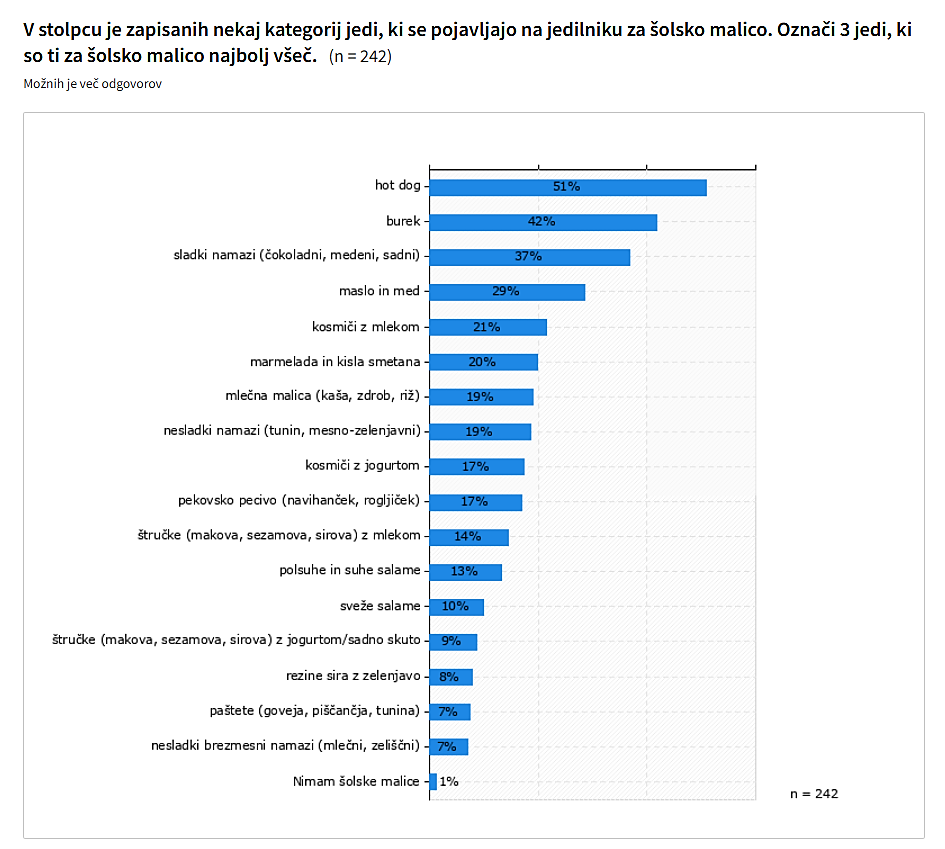 V stolpcu je zapisanih nekaj kategorij jedi, ki se pojavljajo na jedilniku za šolsko malico. Označi 3 jedi, ki
so ti za šolsko malico najbolj všeč. (n = 242)
Možnih je več odgovorov
hot dog 51%
burek 42%
sladki namazi (čokoladni, medeni, sadni) 37%
maslo in med 29%
kosmiči z mlekom 21%
marmelada in kisla smetana 20%
mlečna malica (kaša, zdrob, riž) 19%
nesladki namazi (tunin, mesno-zelenjavni) 19%
kosmiči z jogurtom 17%
pekovsko pecivo (navihanček, rogljiček) 17%
štručke (makova, sezamova, sirova) z mlekom 14%
polsuhe in suhe salame 13%
sveže salame 10%
štručke (makova, sezamova, sirova) z jogurtom/sadno skuto 9%
rezine sira z zelenjavo 8%
paštete (goveja, piščančja, tunina) 7%
nesladki brezmesni namazi (mlečni, zeliščni) 7%
Nimam šolske malice 1%
n = 242